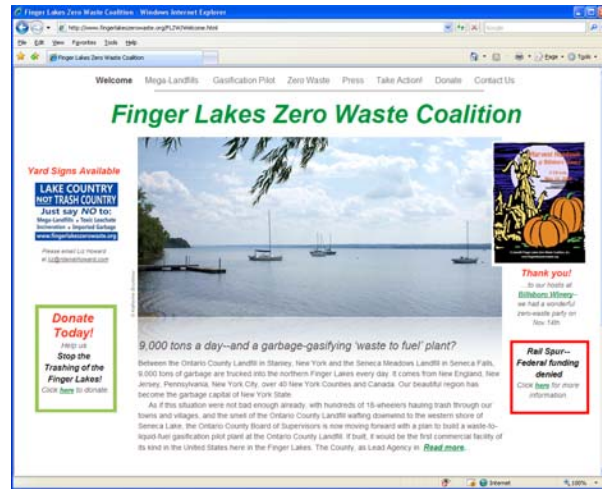 Finger Lakes Zero Waste Coalition - Windows Internet Explorer
http://www.fingerlakeszerowaste.org/FLZW/Welcome.html
File Edit View Favorites Tools Help
Finger Lakes Zero Waste Coalition
Page Tools
Welcome Mega-Landfills Gasification Pilot Zero Waste Press Take Action! Donate Contact Us
Finger Lakes Zero Waste Coalition
Yard Signs Available
LAKE COUNTRY
NOT TRASH COUNTRY
Just say NO to:
Mega-Landfills • Toxic Leachate
Incineration • Imported Garbage
www.fingerlakeszerowaste.org
Please email Liz Howard
at
Donate
Today!
Help us
Stop the
Trashing of the
Finger Lakes!
Click here to donate.
9,000 tons a day--and a garbage-gasifying 'waste to fuel' plant?
Between the Ontario County Landfill in Stanley, New York and the Seneca Meadows Landfill in Seneca Falls,
9,000 tons of garbage are trucked into the northern Finger Lakes every day. It comes from New England, New
Jersey, Pennsylvania, New York City, over 40 New York Counties and Canada. Our beautiful region has
become the garbage capital of New York State.
As if this situation were not bad enough already, with hundreds of 18-wheelers hauling trash through our
towns and villages, and the smell of the Ontario County Landfill wafting downwind to the western shore of
Seneca Lake, the Ontario County Board of Supervisors is now moving forward with a plan to build a waste-to-
liquid-fuel gasification pilot plant at the Ontario County Landfill. If built, it would be the first commercial facility of
its kind in the United States here in the Finger Lakes. The County, as Lead Agency in Read more.
Thank you!
...to our hosts at
Billsboro Winery--
we had a wonderful
zero-waste party on
Nov 14th.
Rail Spur--
Federal funding
denied
Click here for more
information
Internet
100%